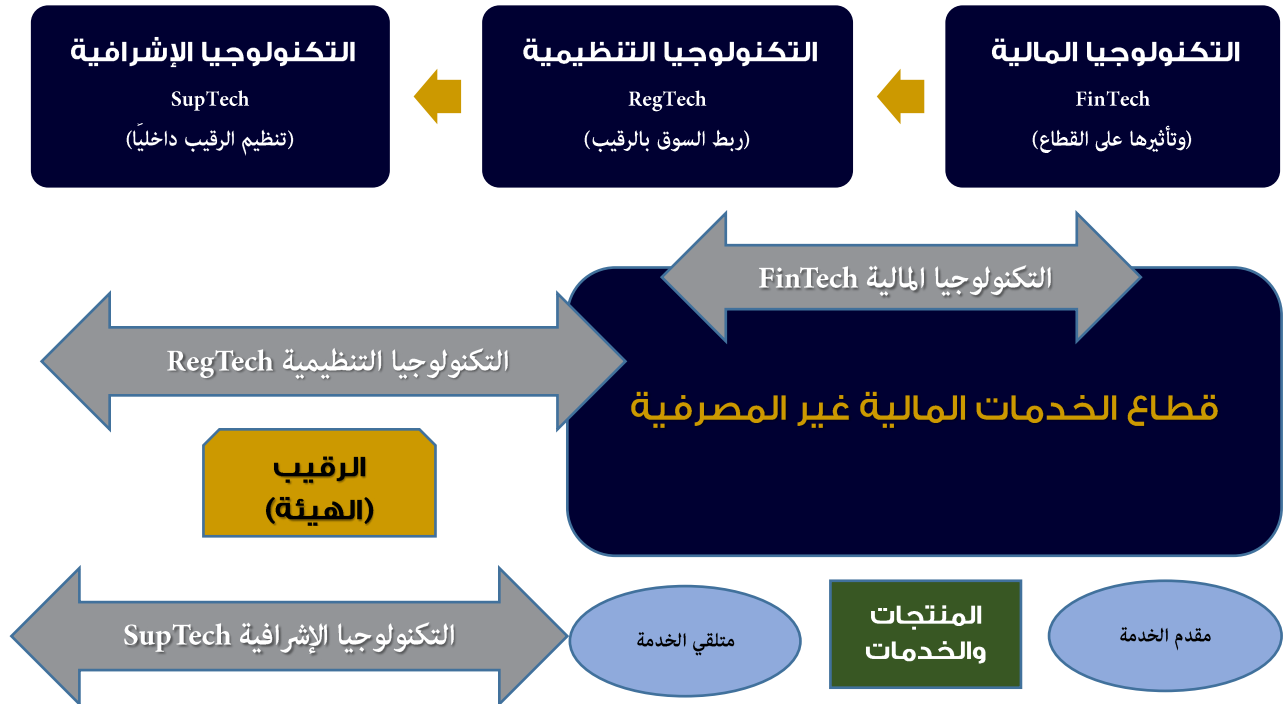 التكنولوجيا المالية
FinTech
(وتأثيرها على القطاع)
التكنولوجيا التنظيمية
RegTech
(ربط السوق بالرقيب)
التكنولوجيا الإشرافية
SupTech
(تنظيم الرقيب داخليَا)
التكنولوجيا المالية FinTech
التكنولوجيا التنظيمية RegTech
قطاع الخدمات المالية غير المصرفية
الرقيب
(الهيئة)
مقدم الخدمة
المنتجات
والخدمات
متلقي الخدمة
التكنولوجيا الإشرافية SupTech